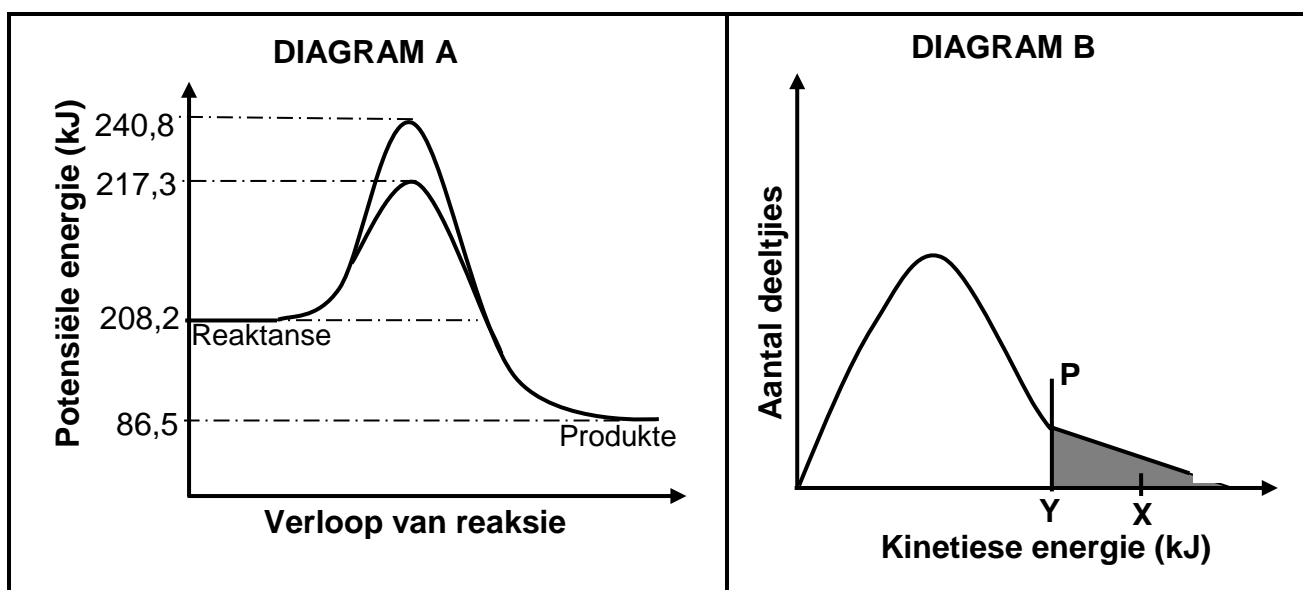 DIAGRAM A
Potensiële energie (kJ)
240,8
217,3
208,2
Reaktanse
86,5
Produkte
Verloop van reaksie
DIAGRAM B
Aantal deeltjies
P
Y
X
Kinetiese energie (kJ)